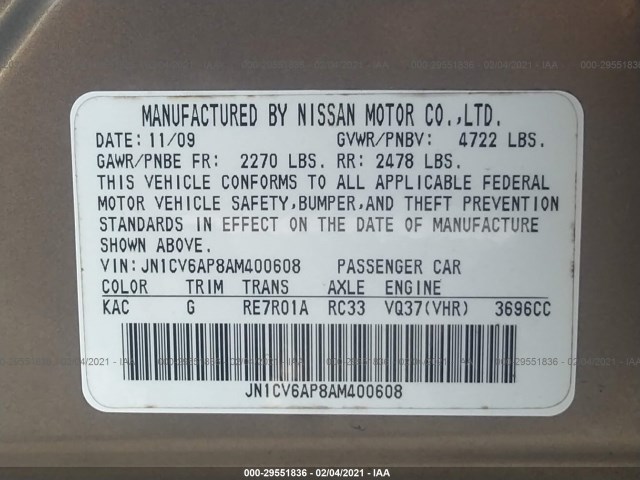 MANUFACTURED BY NISSAN MOTOR CO.,LTD.
DATE: 11/09 GVWR/PNBV: 4722 LBS.
GAWR/PNBE FR: 2270 LBS. RR: 2478 LBS.
THIS VEHICLE CONFORMS TO ALL APPLICABLE FEDERAL
MOTOR VEHICLE SAFETY,BUMPER,AND THEFT PREVENTION
STANDARDS IN EFFECT ON THE DATE OF MANUFACTURE
SHOWN ABOVE.
VIN:JN1CV6AP8AM400608 PASSENGER CAR
COLOR TRIM TRANS AXLE ENGINE
KAC G RE7R01A RC33 VQ37(VHR) 3696CC
JN1CV6AP8AM400608
000-29551836 - 02/04/2021 - IAA